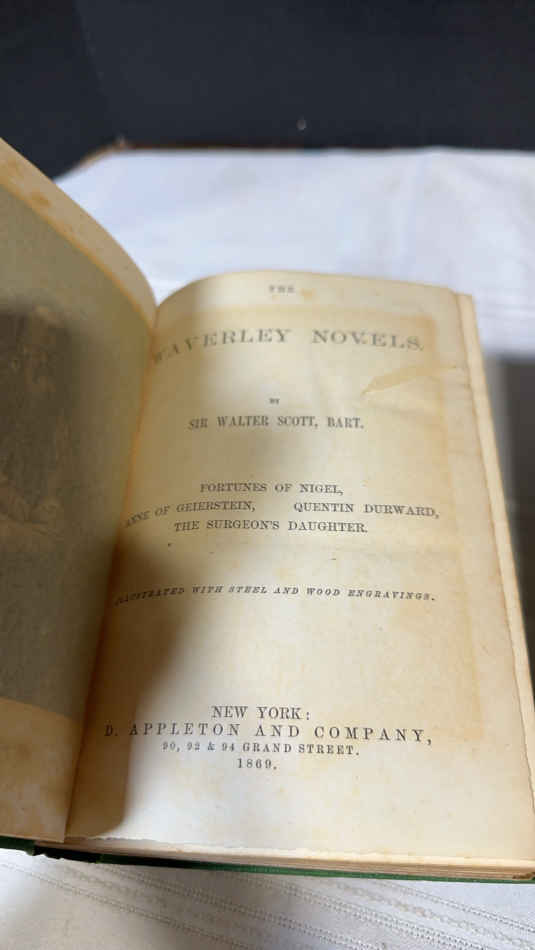 THE
WAVERLEY NOVELS.
BY
SIR WALTER SCOTT, BART.
FORTUNES OF NIGEL,
ANNE OF GEIERSTEIN, QUENTIN DURWARD,
THE SURGEON'S DAUGHTER.
ILLUSTRATED WITH STEEL AND WOOD ENGRAVINGS.
NEW YORK:
D. APPLETON AND COMPANY,
90, 92 & 94 GRAND STREET.
1869.